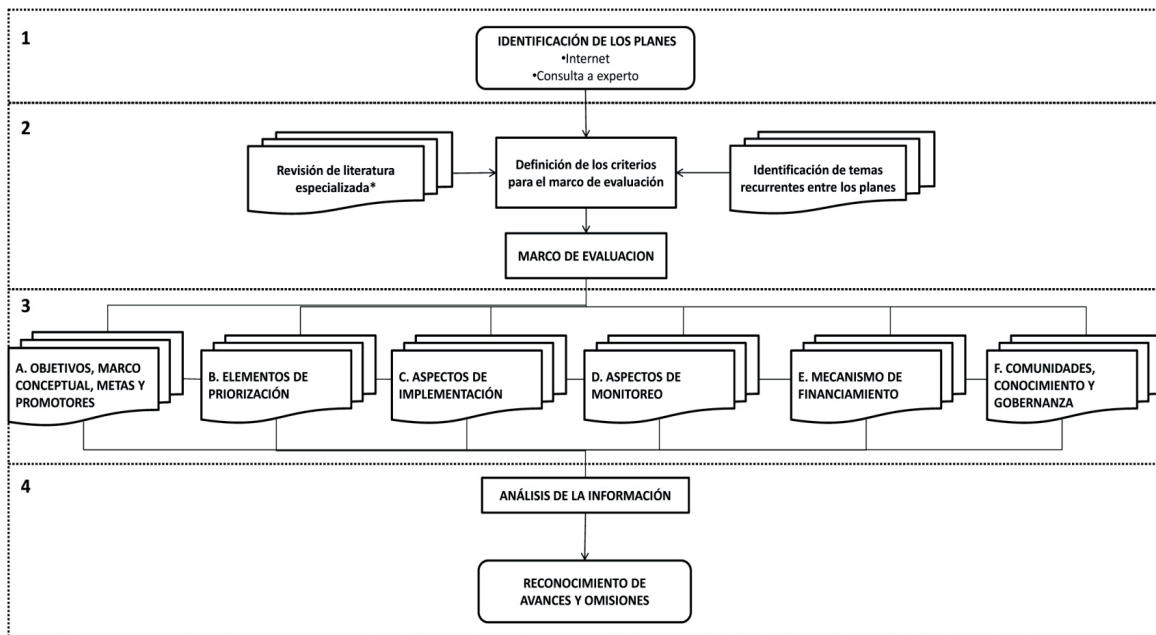 1
IDENTIFICACIÓN DE LOS PLANES
•Internet
•Consulta a experto
2
Revisión de literatura
especializada*
Definición de los criterios
para el marco de evaluación
Identificación de temas
recurrentes entre los planes
MARCO DE EVALUACION
3
A. OBJETIVOS, MARCO
CONCEPTUAL, METAS Y
PROMOTORES
B. ELEMENTOS DE
PRIORIZACIÓN
C. ASPECTOS DE
IMPLEMENTACIÓN
D. ASPECTOS DE
MONITOREO
E. MECANISMO DE
FINANCIAMIENTO
F. COMUNIDADES,
CONOCIMIENTO Y
GOBERNANZA
4
ANÁLISIS DE LA INFORMACIÓN
RECONOCIMIENTO DE
AVANCES Y OMISIONES